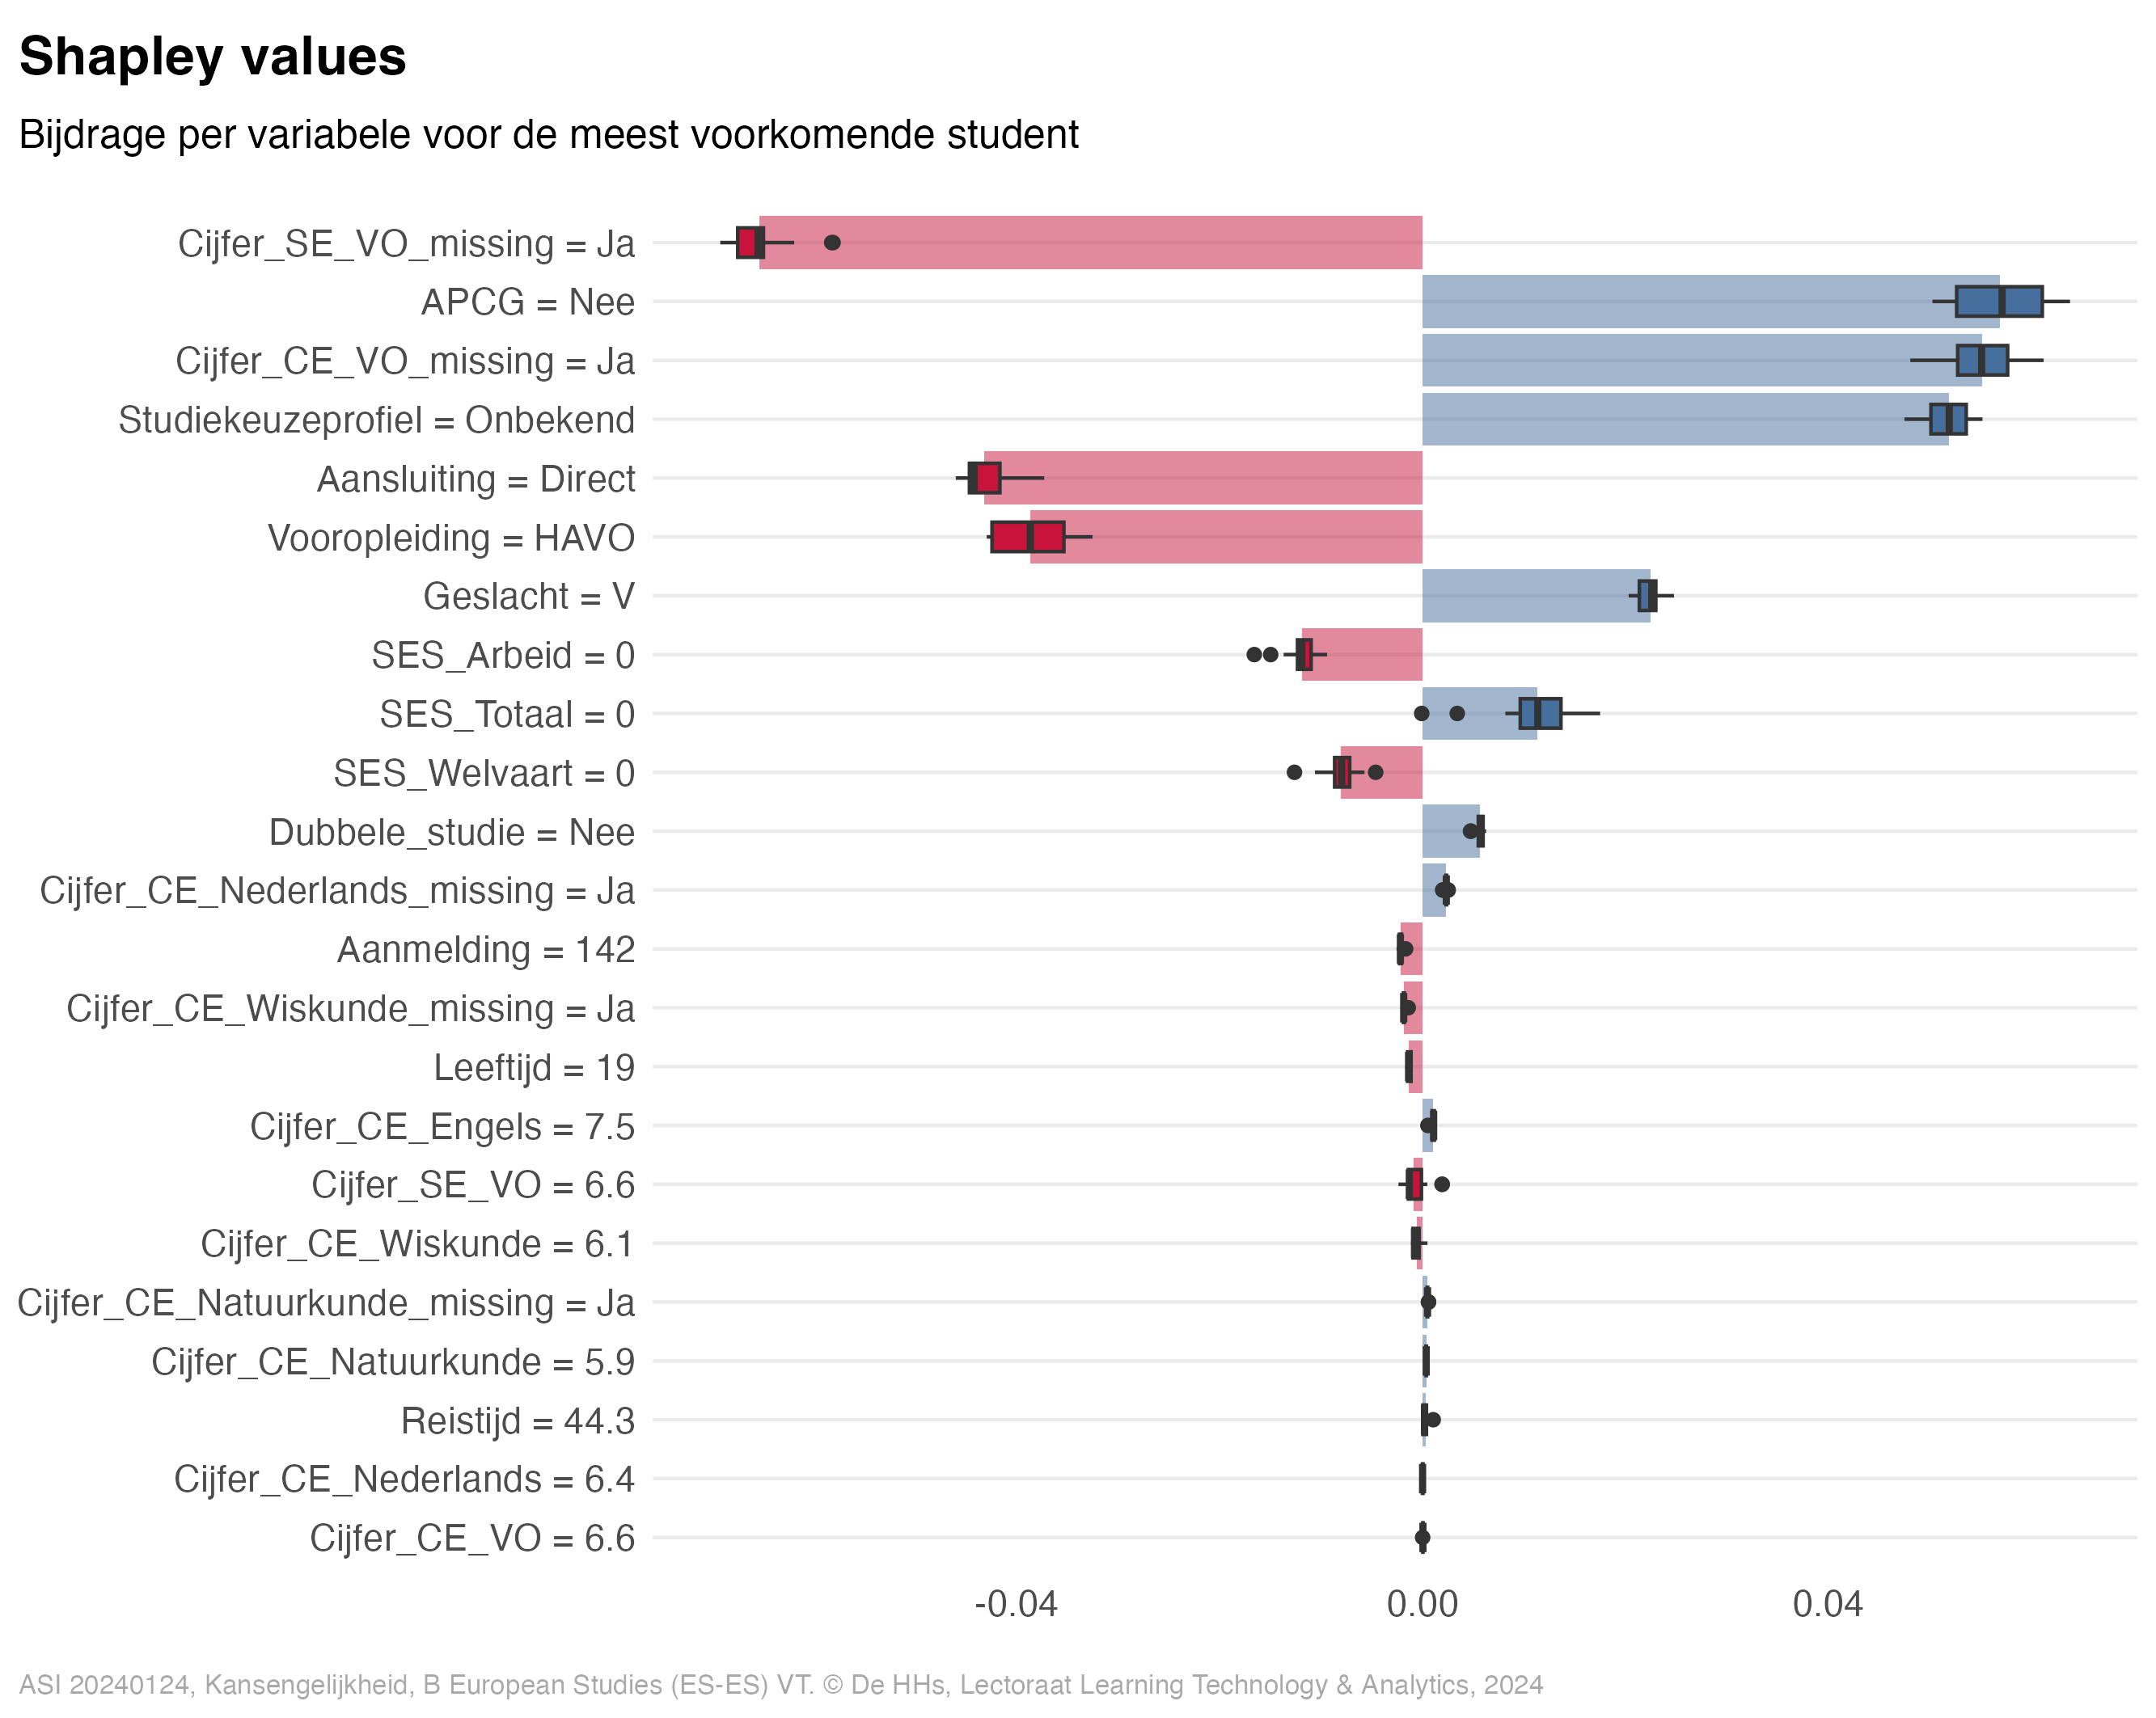 Shapley values
Bijdrage per variabele voor de meest voorkomende student
Cijfer_SE_VO_missing = Ja
APCG = Nee
Cijfer_CE_VO_missing = Ja
Studiekeuzeprofiel = Onbekend
Aansluiting = Direct
Vooropleiding = HAVO
Geslacht = V
SES_Arbeid = 0
SES_Totaal = 0
SES_Welvaart = 0
Dubbele_studie = Nee
Cijfer_CE_Nederlands_missing = Ja
Aanmelding = 142
Cijfer_CE_Wiskunde_missing = Ja
Leeftijd = 19
Cijfer_CE_Engels = 7.5
Cijfer_SE_VO = 6.6
Cijfer_CE_Wiskunde = 6.1
Cijfer_CE_Natuurkunde_missing = Ja
Cijfer_CE_Natuurkunde = 5.9
Reistijd = 44.3
Cijfer_CE_Nederlands = 6.4
Cijfer_CE_VO = 6.6
-0.04 0.00 0.04
ASI 20240124, Kansengelijkheid, B European Studies (ES-ES) VT. © De HHs, Lectoraat Learning Technology & Analytics, 2024